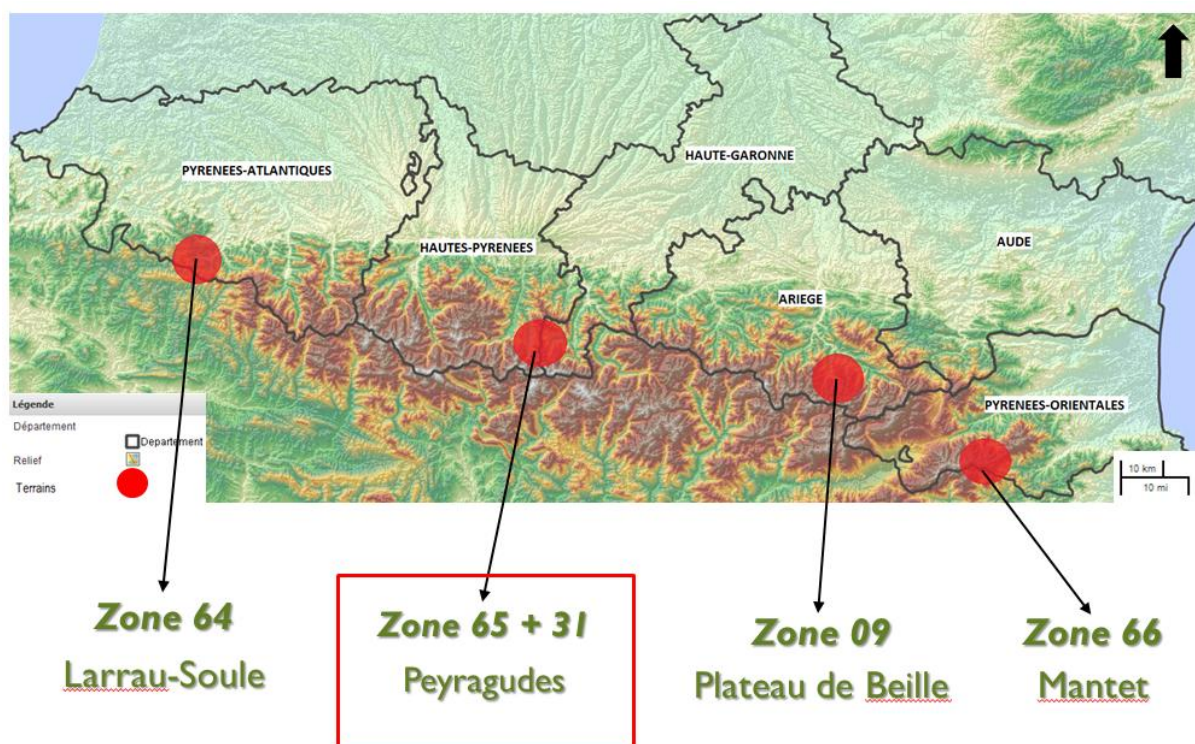 PYRENEES-ATLANTIQUES
HAUTE-GARONNE
HAUTES-PYRENEES
AUDE
ARIEGE
PYRENEES-ORIENTALES
Légende
Département
Departement
Relief
Terrains
10 km
10 mi
Zone 64
Larrau-Soule
Zone 65 + 31
Peyragudes
Zone 09
Plateau de Beille
Zone 66
Mantet